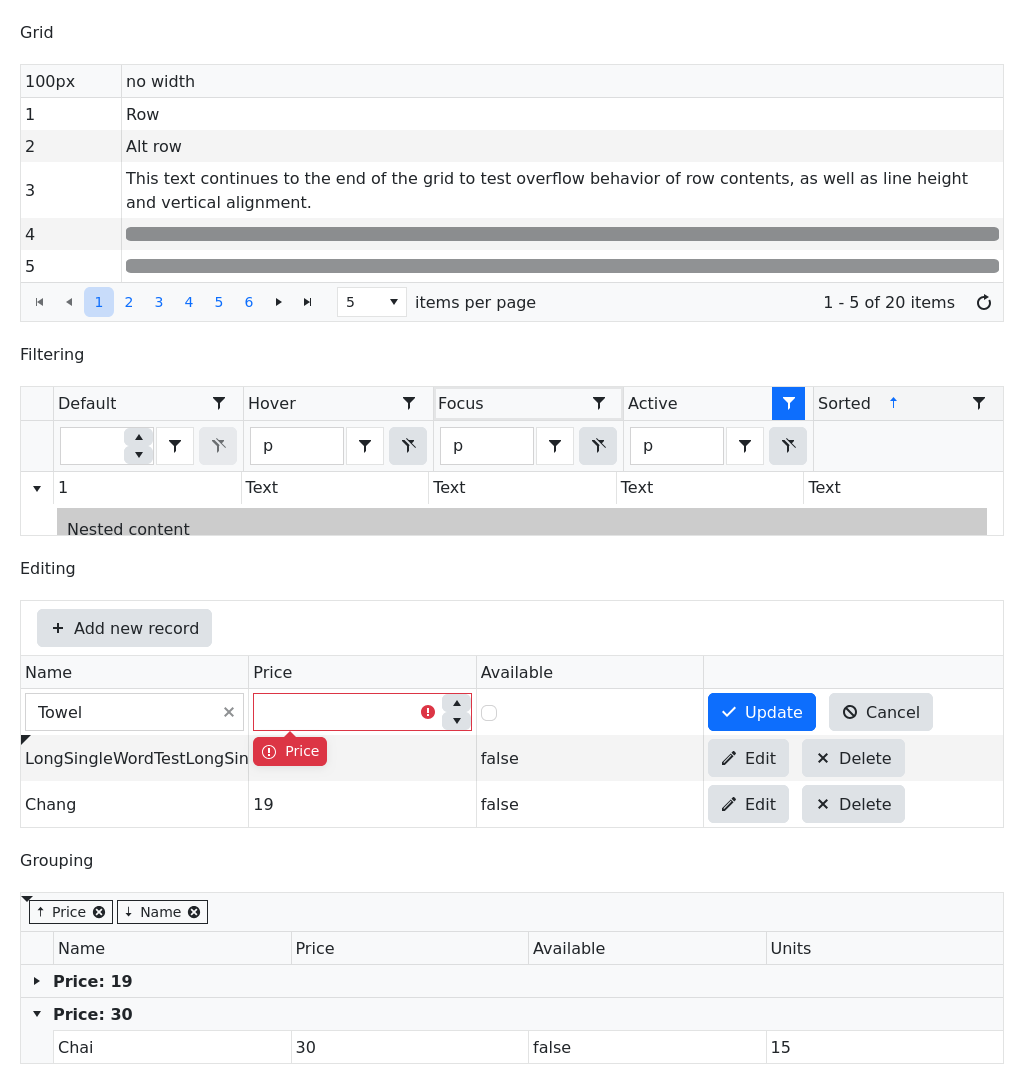 Grid
100px no width
1 Row
2 Alt row
3 This text continues to the end of the grid to test overflow behavior of row contents, as well as line height
and vertical alignment.
4
5
1 2 3 4 5 6 5 items per page 1 - 5 of 20 items
Filtering
Default Hover Focus Active Sorted
p p p
1 Text Text Text Text
Nested content
Editing
Add new record
Name Price Available
Towel Update Cancel
Price
LongSingleWordTestLongSin false Edit Delete
Chang 19 false Edit Delete
Grouping
Price Name
Name Price Available Units
Price: 19
Price: 30
Chai 30 false 15